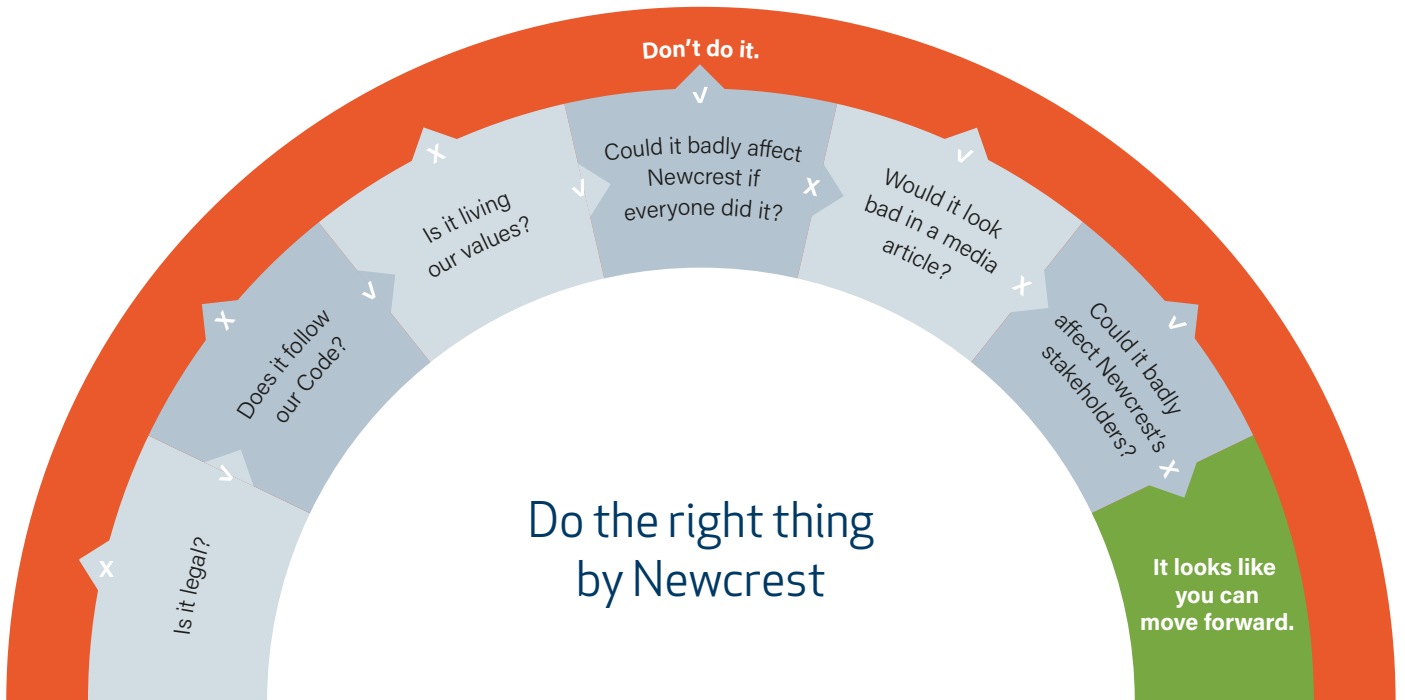 Don't do it.
X
Is it legal?
√
X
Does it follow
our Code?
√
X
Is it living
our values?
√
√
Could it badly affect
Newcrest if
everyone did it?
X
√
Would it look
bad in a media
article?
X
√
Could it badly
affect Newcrest's
stakeholders?
X
It looks like
you can
move forward.
Do the right thing
by Newcrest